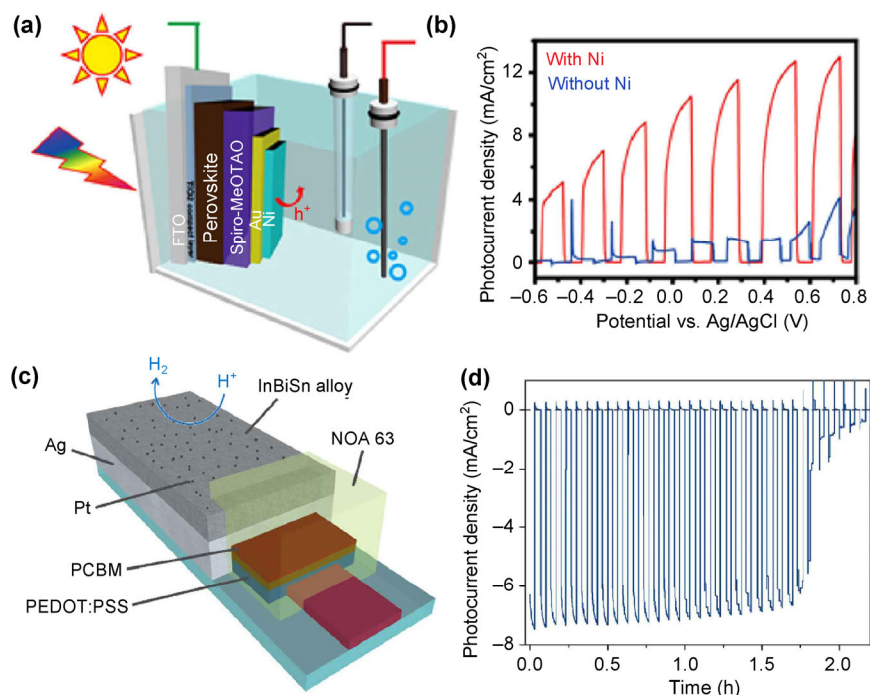 (a)
FTO
TiO2 compact layer
Perovskite
Spiro-MeOTAO
Au
Ni
h+
(b)
Photocurrent density (mA/cm²)
12
8
4
0
With Ni
Without Ni
–0.6 –0.4 –0.2 0.0 0.2 0.4 0.6 0.8
Potential vs. Ag/AgCl (V)
(c)
H₂
H⁺
InBiSn alloy
NOA 63
Ag
Pt
PCBM
PEDOT:PSS
(d)
Photocurrent density (mA/cm²)
0
–2
–4
–6
–8
0.0 0.5 1.0 1.5 2.0
Time (h)